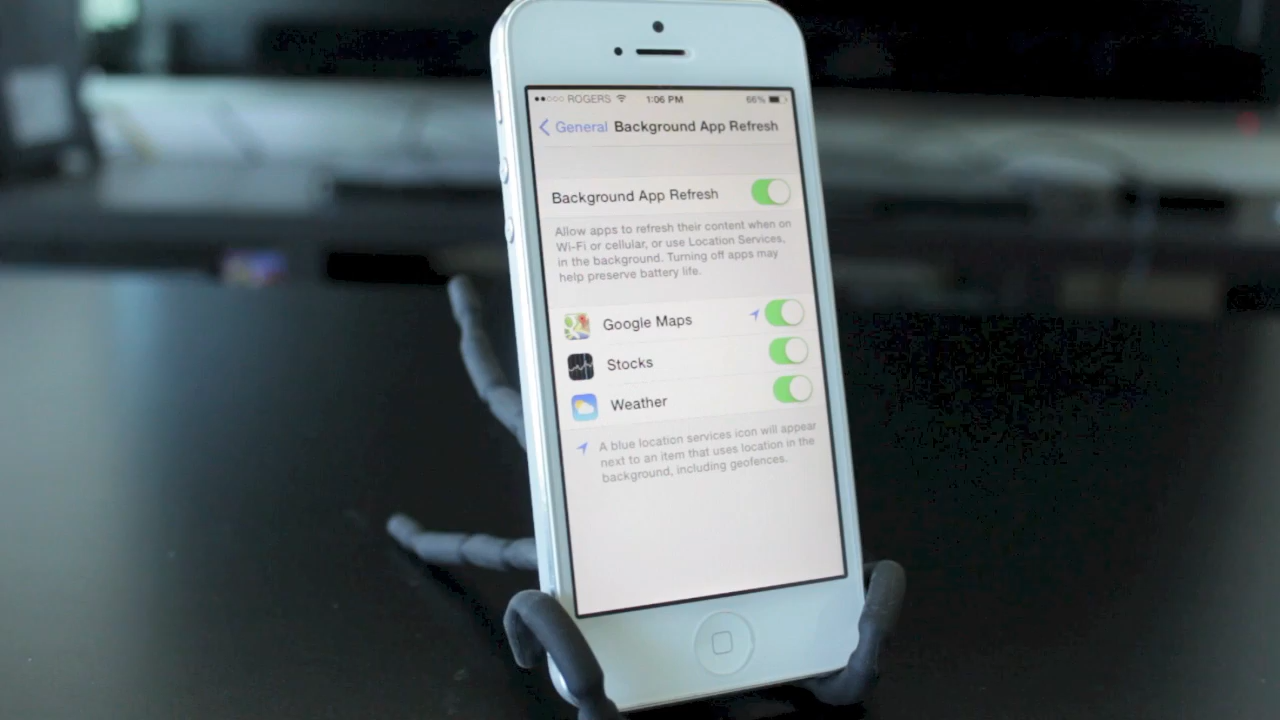 ROGERS 1:06 PM 66%
General Background App Refresh
Background App Refresh
Allow apps to refresh their content when on
Wi-Fi or cellular, or use Location Services,
in the background. Turning off apps may
help preserve battery life.
Google Maps
Stocks
Weather
A blue location services icon will appear
next to an item that uses location in the
background, including geofences.